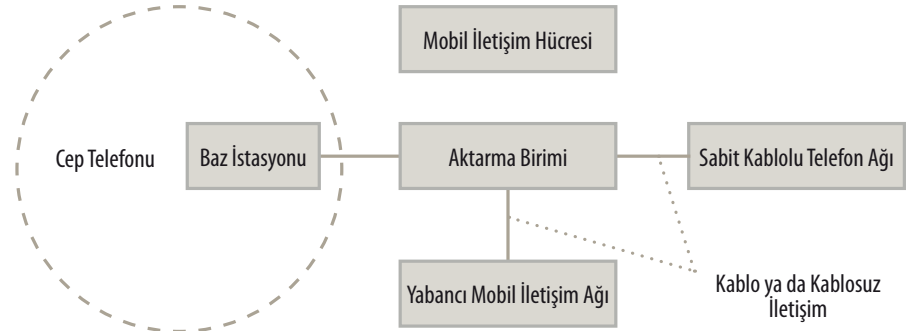 Mobil İletişim Hücresi
Cep Telefonu
Baz İstasyonu
Aktarma Birimi
Sabit Kablolu Telefon Ağı
Yabancı Mobil İletişim Ağı
Kablo ya da Kablosuz
İletişim